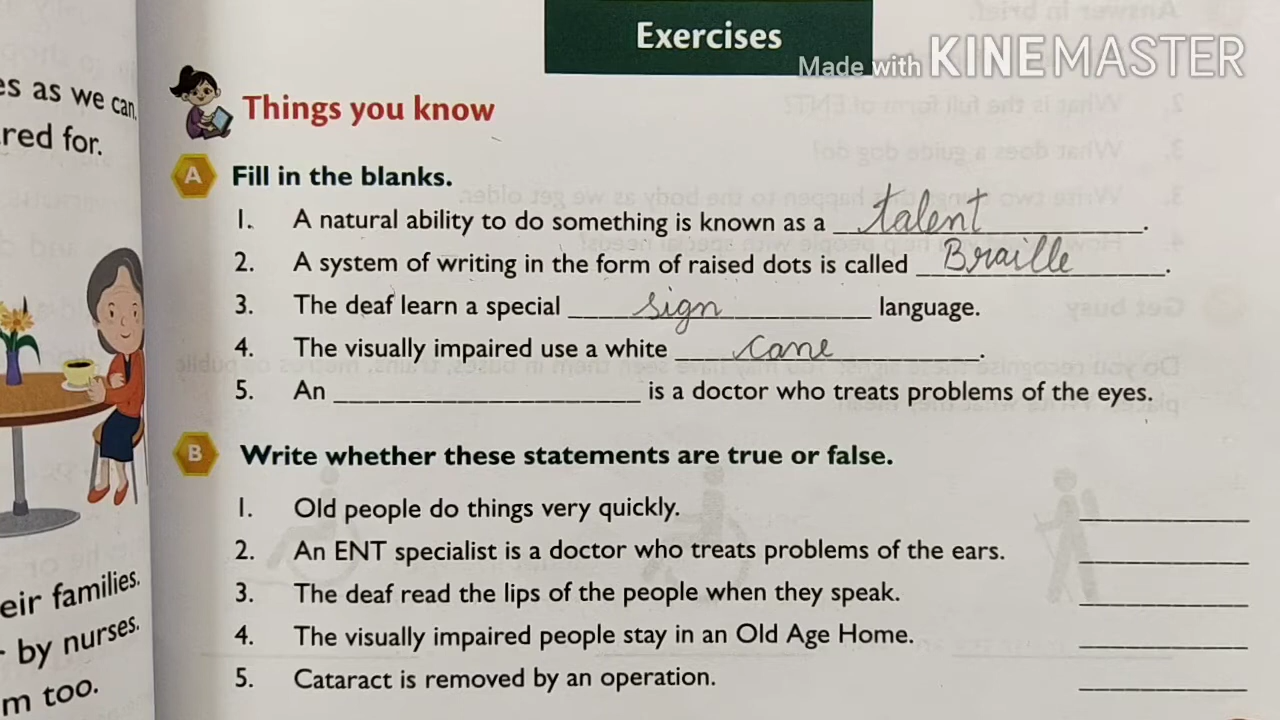 Exercises
Made with KINEMASTER
es as we can.
red for.
Things you know
A Fill in the blanks.
1. A natural ability to do something is known as a talent.
2. A system of writing in the form of raised dots is called Braille.
3. The deaf learn a special sign language.
4. The visually impaired use a white cane.
5. An ____________________ is a doctor who treats problems of the eyes.
B Write whether these statements are true or false.
1. Old people do things very quickly. ___________
2. An ENT specialist is a doctor who treats problems of the ears. ___________
3. The deaf read the lips of the people when they speak. ___________
4. The visually impaired people stay in an Old Age Home. ___________
5. Cataract is removed by an operation. ___________
eir families.
by nurses.
m too.